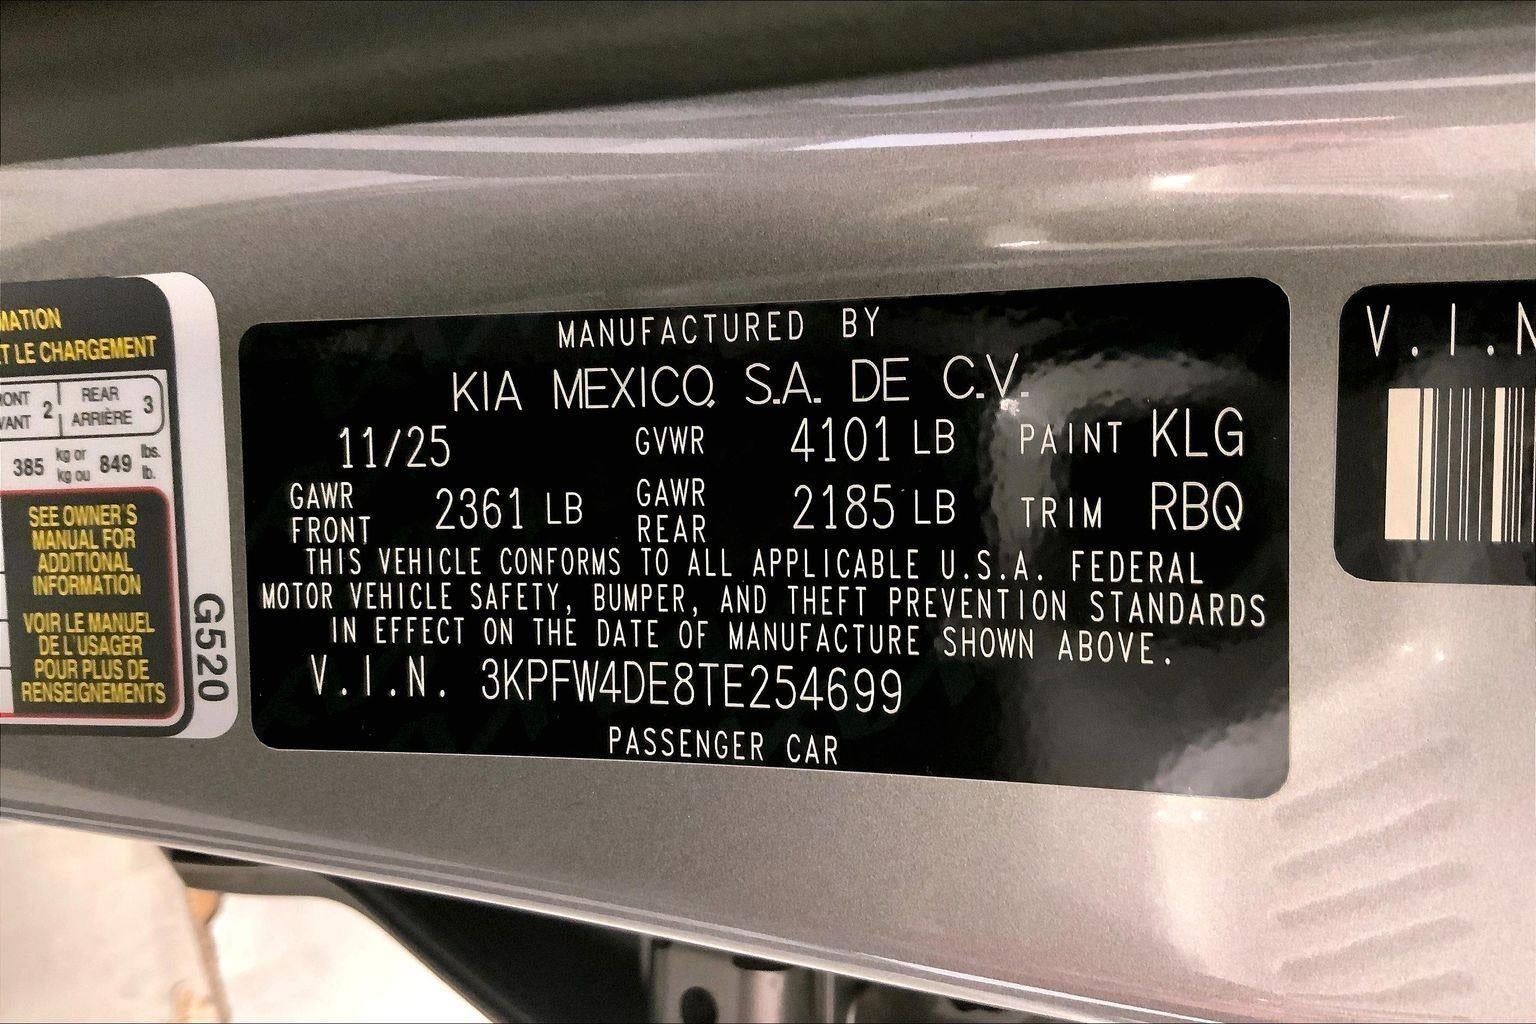 MATION
T LE CHARGEMENT
ONT
VANT 2
REAR
ARRIÈRE 3
385 kg or
kg ou 849 lbs.
lb.
SEE OWNER'S
MANUAL FOR
ADDITIONAL
INFORMATION
VOIR LE MANUEL
DE L'USAGER
POUR PLUS DE
RENSEIGNEMENTS
G520
MANUFACTURED BY
KIA MEXICO, S.A. DE C.V.
11/25 GVWR 4101 LB PAINT KLG
GAWR FRONT 2361 LB GAWR REAR 2185 LB TRIM RBQ
THIS VEHICLE CONFORMS TO ALL APPLICABLE U.S.A. FEDERAL
MOTOR VEHICLE SAFETY, BUMPER, AND THEFT PREVENTION STANDARDS
IN EFFECT ON THE DATE OF MANUFACTURE SHOWN ABOVE.
V.I.N. 3KPFW4DE8TE254699
PASSENGER CAR
V.I.N